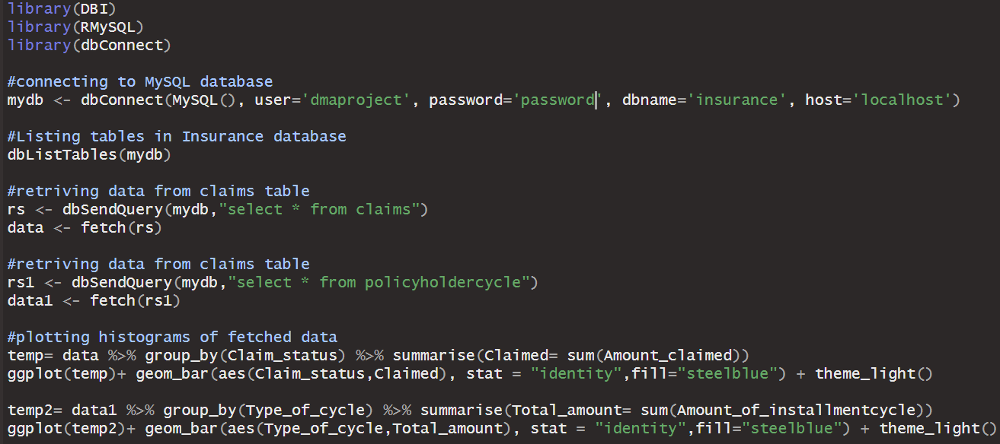 library(DBI)
library(RMySQL)
library(dbConnect)
#connecting to MySQL database
mydb <- dbConnect(MySQL(), user='dmaproject', password='password', dbname='insurance', host='localhost')
#Listing tables in Insurance database
dbListTables(mydb)
#retriving data from claims table
rs <- dbSendQuery(mydb,"select * from claims")
data <- fetch(rs)
#retriving data from claims table
rs1 <- dbSendQuery(mydb,"select * from policyholdercycle")
data1 <- fetch(rs1)
#plotting histograms of fetched data
temp= data %>% group_by(Claim_status) %>% summarise(Claimed= sum(Amount_claimed))
ggplot(temp)+ geom_bar(aes(Claim_status,Claimed), stat = "identity",fill="steelblue") + theme_light()
temp2= data1 %>% group_by(Type_of_cycle) %>% summarise(Total_amount= sum(Amount_of_installmentcycle))
ggplot(temp2)+ geom_bar(aes(Type_of_cycle,Total_amount), stat = "identity",fill="steelblue") + theme_light()